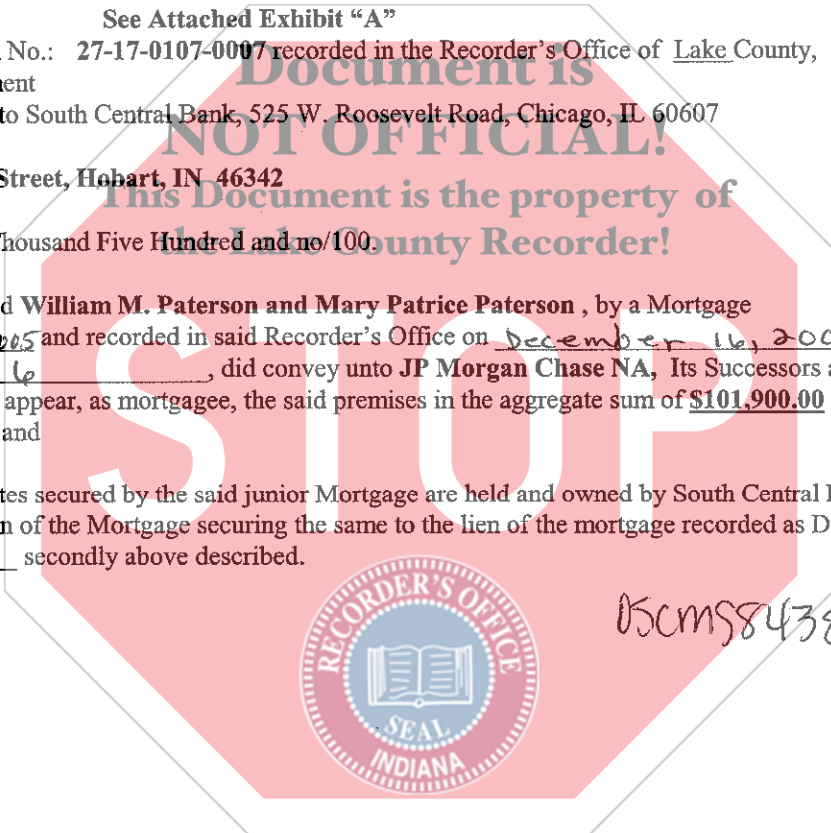 See Attached Exhibit “A”
No.: 27-17-0107-0007 recorded in the Recorder’s Office of Lake County,
Document is
to South Central Bank, 525 W. Roosevelt Road, Chicago, IL 60607
NOT OFFICIAL!
Street, Hobart, IN 46342
This Document is the property of
Thousand Five Hundred and no/100.
the Lake County Recorder!
William M. Paterson and Mary Patrice Paterson , by a Mortgage
and recorded in said Recorder’s Office on December 16, 200
6 , did convey unto JP Morgan Chase NA, Its Successors a
appear, as mortgagee, the said premises in the aggregate sum of $101,900.00
and
STOP
tes secured by the said junior Mortgage are held and owned by South Central
n of the Mortgage securing the same to the lien of the mortgage recorded as D
secondly above described.
RECORDER'S OFFICE
SEAL
INDIANA